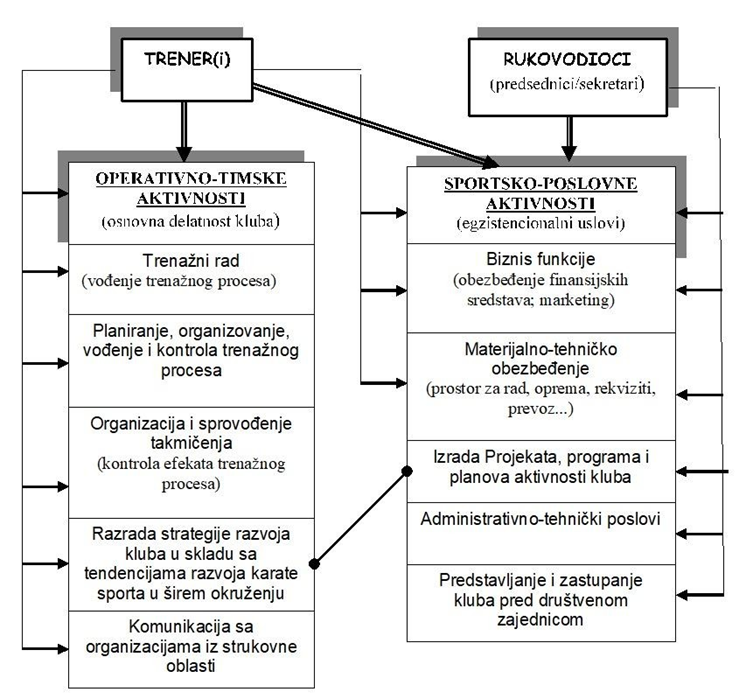 TRENER(i)
RUKOVODIOCI
(predsednici/sekretari)
OPERATIVNO-TIMSKE
AKTIVNOSTI
(osnovna delatnost kluba)
Trenažni rad
(vođenje trenažnog procesa)
Planiranje, organizovanje,
vođenje i kontrola trenažnog
procesa
Organizacija i sprovođenje
takmičenja
(kontrola efekata trenažnog
procesa)
Razrada strategije razvoja
kluba u skladu sa
tendencijama razvoja karate
sporta u širem okruženju
Komunikacija sa
organizacijama iz strukovne
oblasti
SPORTSKO-POSLOVNE
AKTIVNOSTI
(egzistencionalni uslovi)
Biznis funkcije
(obezbeđenje finansijskih
sredstava; marketing)
Materijalno-tehničko
obezbeđenje
(prostor za rad, oprema, rekviziti,
prevoz...)
Izrada Projekata, programa i
planova aktivnosti kluba
Administrativno-tehnički poslovi
Predstavljanje i zastupanje
kluba pred društvenom
zajednicom